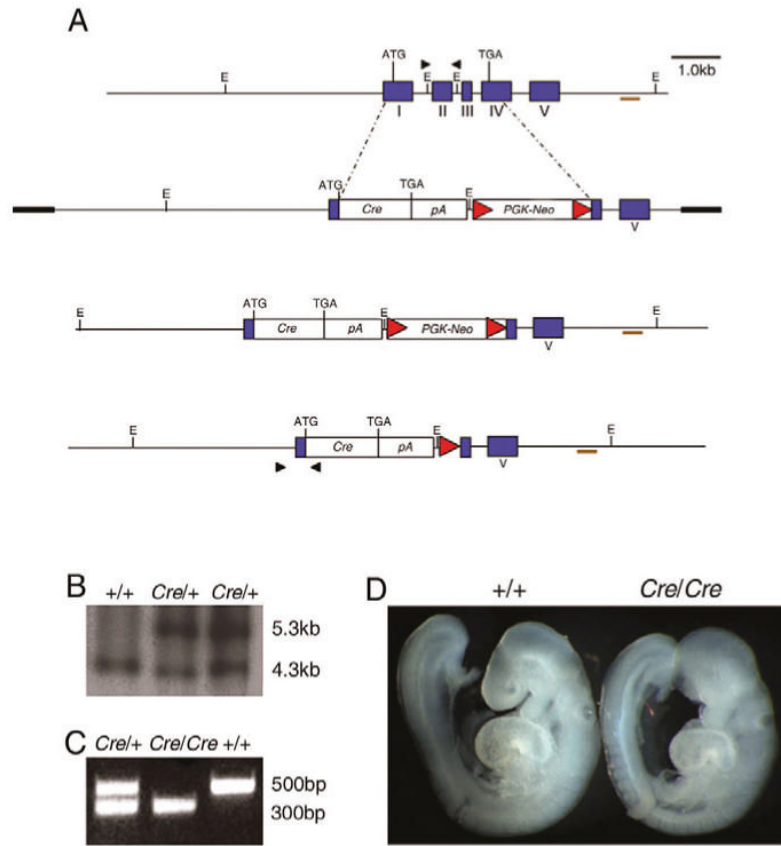 A
ATG TGA
E E E E
1.0kb
I II III IV V
ATG TGA
E E
Cre pA PGK-Neo
V
ATG TGA
E E E
Cre pA PGK-Neo
V
ATG TGA
E E E
Cre pA
V
B
+/+ Cre/+ Cre/+
5.3kb
4.3kb
C
Cre/+ Cre/Cre +/+
500bp
300bp
D
+/+ Cre/Cre